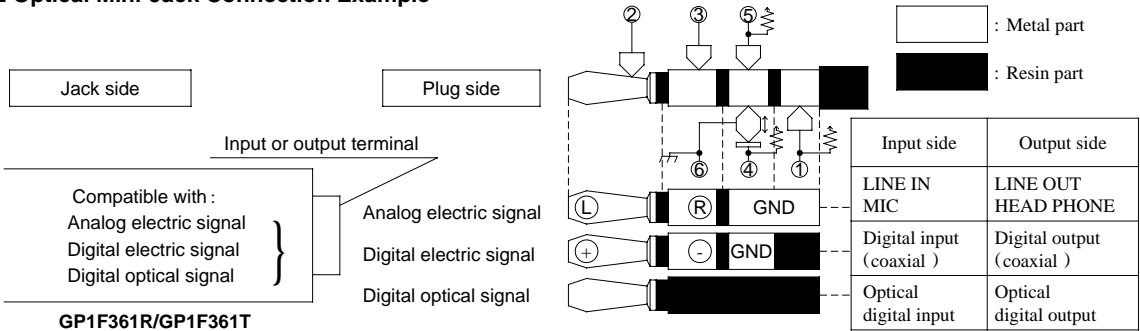 Optical Mini-Jack Connection Example
② ③ ⑤
: Metal part
: Resin part
Jack side
Plug side
Input or output terminal
⑥ ④ ①
Compatible with :
Analog electric signal
Digital electric signal
Digital optical signal
GP1F361R/GP1F361T
Analog electric signal
Digital electric signal
Digital optical signal
L R GND
+ - GND
Input side Output side
LINE IN LINE OUT
MIC HEAD PHONE
Digital input Digital output
(coaxial ) (coaxial )
Optical Optical
digital input digital output